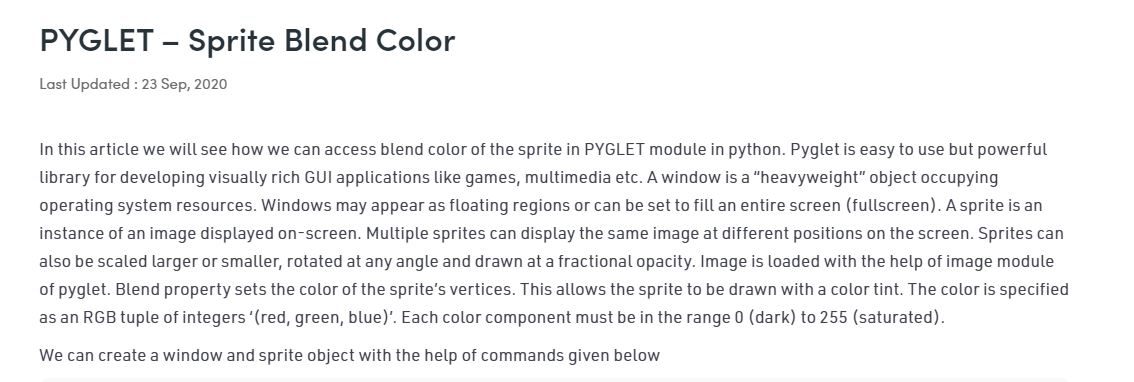 PYGLET – Sprite Blend Color
Last Updated : 23 Sep, 2020
In this article we will see how we can access blend color of the sprite in PYGLET module in python. Pyglet is easy to use but powerful
library for developing visually rich GUI applications like games, multimedia etc. A window is a “heavyweight” object occupying
operating system resources. Windows may appear as floating regions or can be set to fill an entire screen (fullscreen). A sprite is an
instance of an image displayed on-screen. Multiple sprites can display the same image at different positions on the screen. Sprites can
also be scaled larger or smaller, rotated at any angle and drawn at a fractional opacity. Image is loaded with the help of image module
of pyglet. Blend property sets the color of the sprite’s vertices. This allows the sprite to be drawn with a color tint. The color is specified
as an RGB tuple of integers ‘(red, green, blue)’. Each color component must be in the range 0 (dark) to 255 (saturated).
We can create a window and sprite object with the help of commands given below